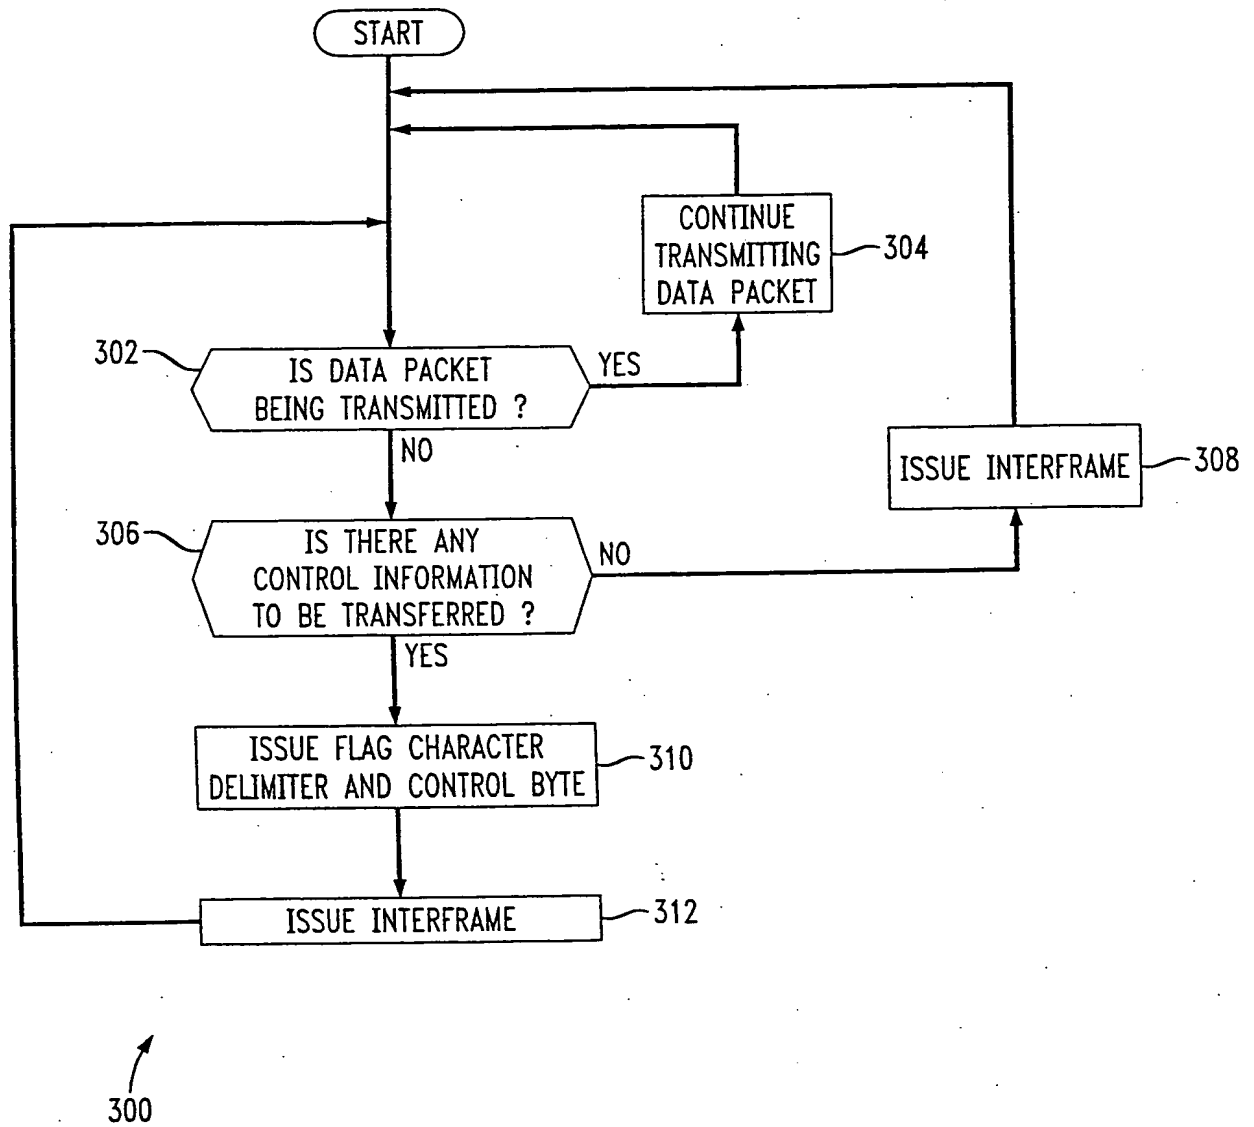 START
CONTINUE
TRANSMITTING
DATA PACKET
304
302
IS DATA PACKET
BEING TRANSMITTED ?
YES
NO
ISSUE INTERFRAME
308
306
IS THERE ANY
CONTROL INFORMATION
TO BE TRANSFERRED ?
NO
YES
ISSUE FLAG CHARACTER
DELIMITER AND CONTROL BYTE
310
ISSUE INTERFRAME
312
300